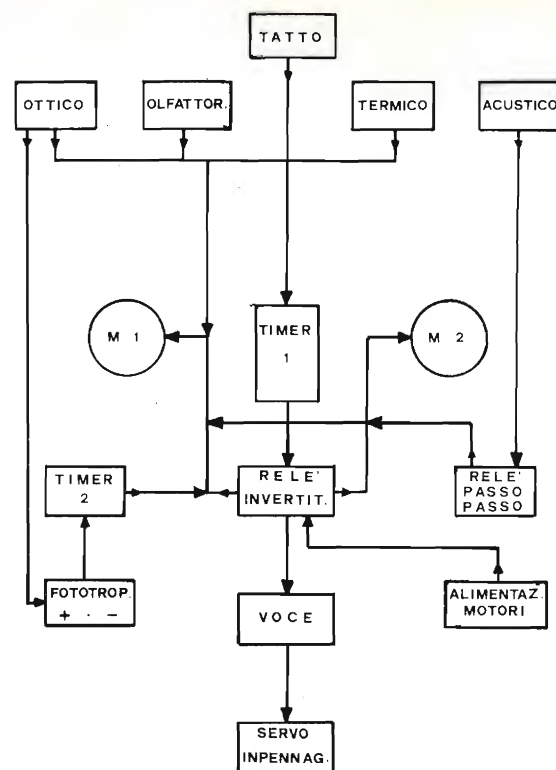 TATTO
OTTICO
OLFATTOR.
TERMICO
ACUSTICO
M 1
TIMER
1
M 2
TIMER
2
RELE'
INVERTIT.
RELE'
PASSO
PASSO
FOTOTROP.
+ · -
ALIMENTAZ.
MOTORI
VOCE
SERVO
INPENNAG.